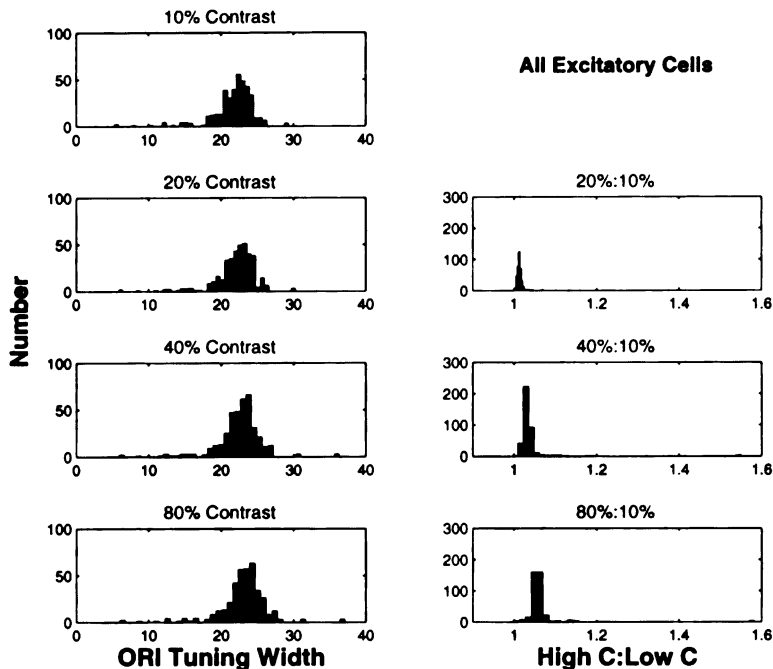 10% Contrast
100
50
0
0 10 20 30 40
All Excitatory Cells
20% Contrast
100
50
0
0 10 20 30 40
20%:10%
300
200
100
0
1 1.2 1.4 1.6
Number
40% Contrast
100
50
0
0 10 20 30 40
40%:10%
300
200
100
0
1 1.2 1.4 1.6
80% Contrast
100
50
0
0 10 20 30 40
ORI Tuning Width
80%:10%
300
200
100
0
1 1.2 1.4 1.6
High C:Low C